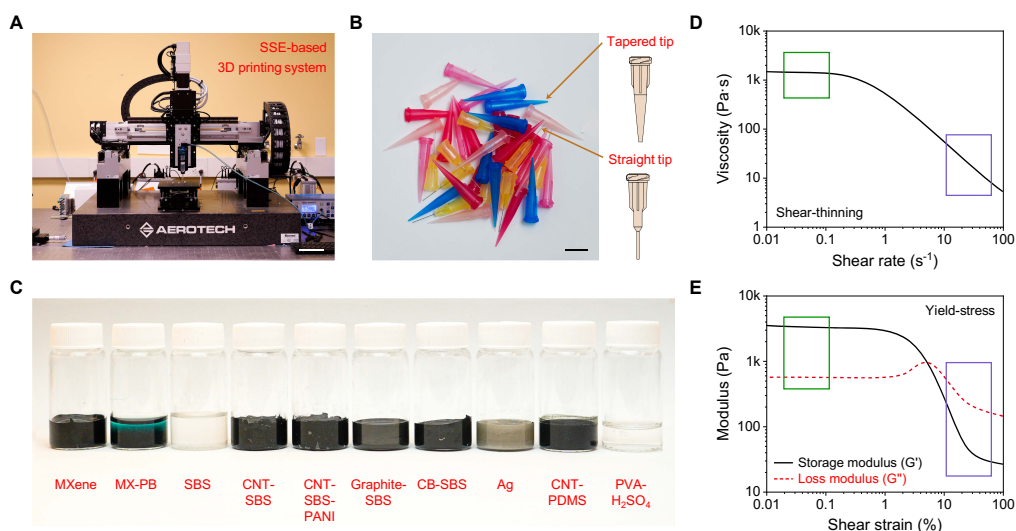 A
SSE-based
3D printing system
AEROTECH
B
Tapered tip
Straight tip
C
MXene
MX-PB
SBS
CNT-
SBS
CNT-
SBS-
PANI
Graphite-
SBS
CB-SBS
Ag
CNT-
PDMS
PVA-
H₂SO₄
D
Viscosity (Pa·s)
10k
1k
100
10
1
Shear-thinning
0.01
0.1
1
10
100
Shear rate (s⁻¹)
E
Modulus (Pa)
10k
1k
100
10
Yield-stress
Storage modulus (G')
Loss modulus (G")
0.01
0.1
1
10
100
Shear strain (%)